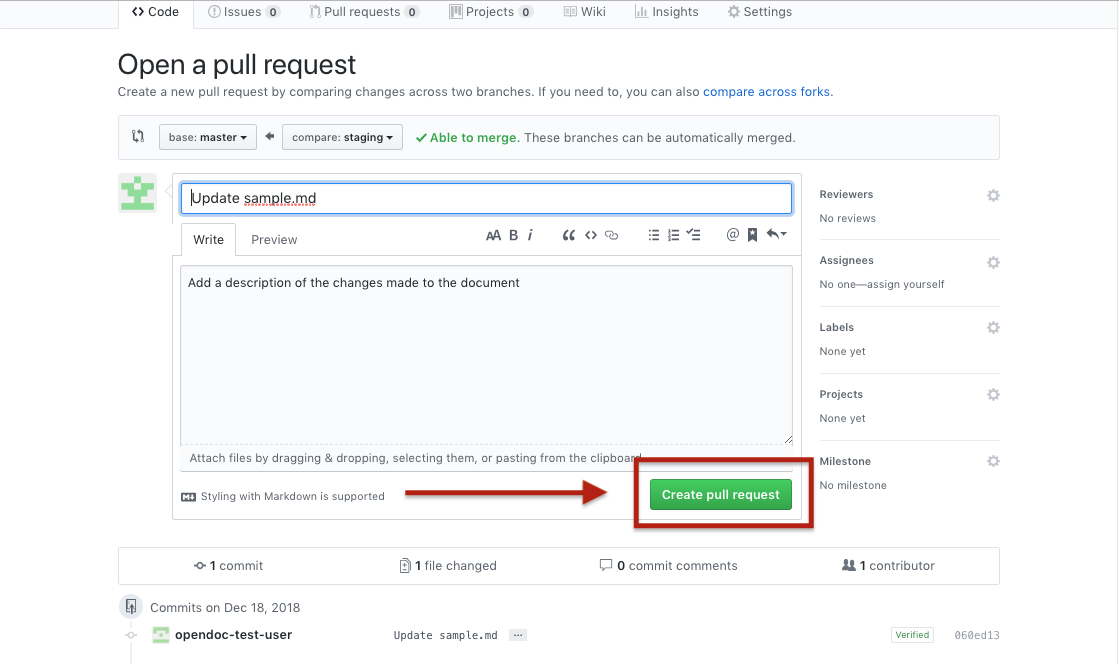 Code Issues 0 Pull requests 0 Projects 0 Wiki Insights Settings
Open a pull request
Create a new pull request by comparing changes across two branches. If you need to, you can also compare across forks.
base: master compare: staging Able to merge. These branches can be automatically merged.
Update sample.md
Write Preview AA B i @
Add a description of the changes made to the document
Attach files by dragging & dropping, selecting them, or pasting from the clipboard
Styling with Markdown is supported
Create pull request
Reviewers
No reviews
Assignees
No one—assign yourself
Labels
None yet
Projects
None yet
Milestone
No milestone
1 commit 1 file changed 0 commit comments 1 contributor
Commits on Dec 18, 2018
opendoc-test-user Update sample.md … Verified 060ed13